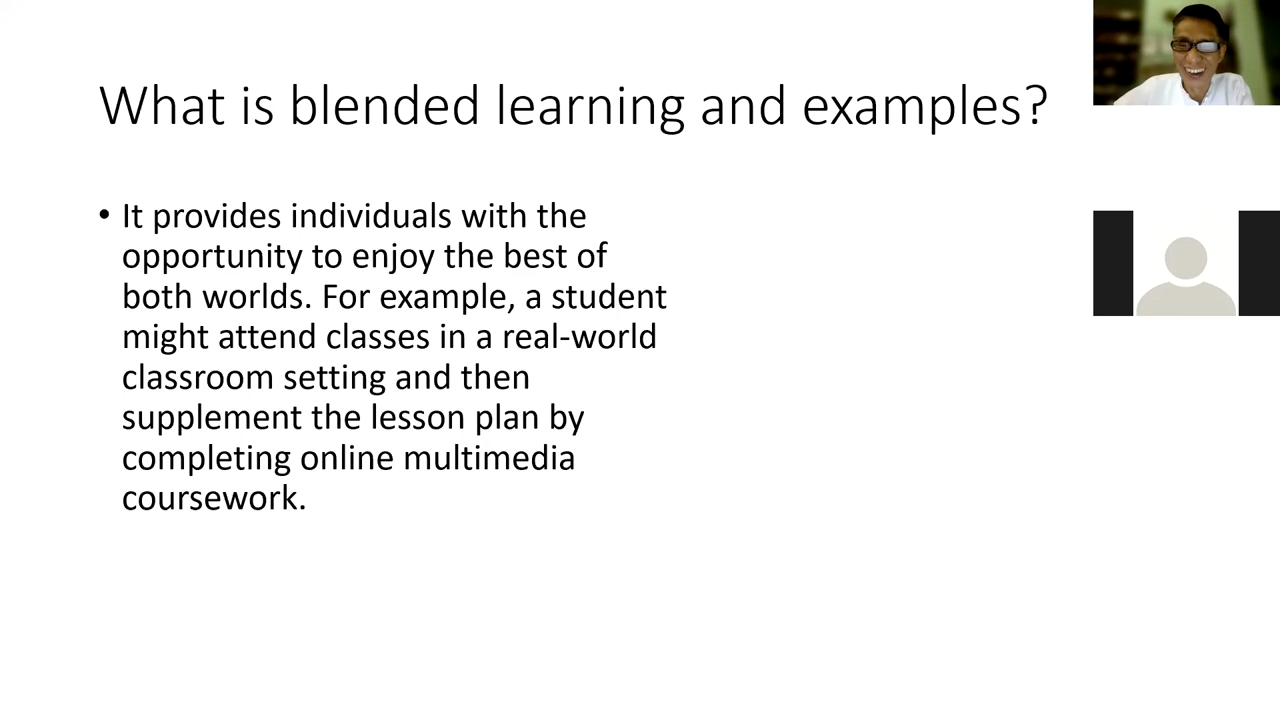 What is blended learning and examples?
• It provides individuals with the
opportunity to enjoy the best of
both worlds. For example, a student
might attend classes in a real-world
classroom setting and then
supplement the lesson plan by
completing online multimedia
coursework.